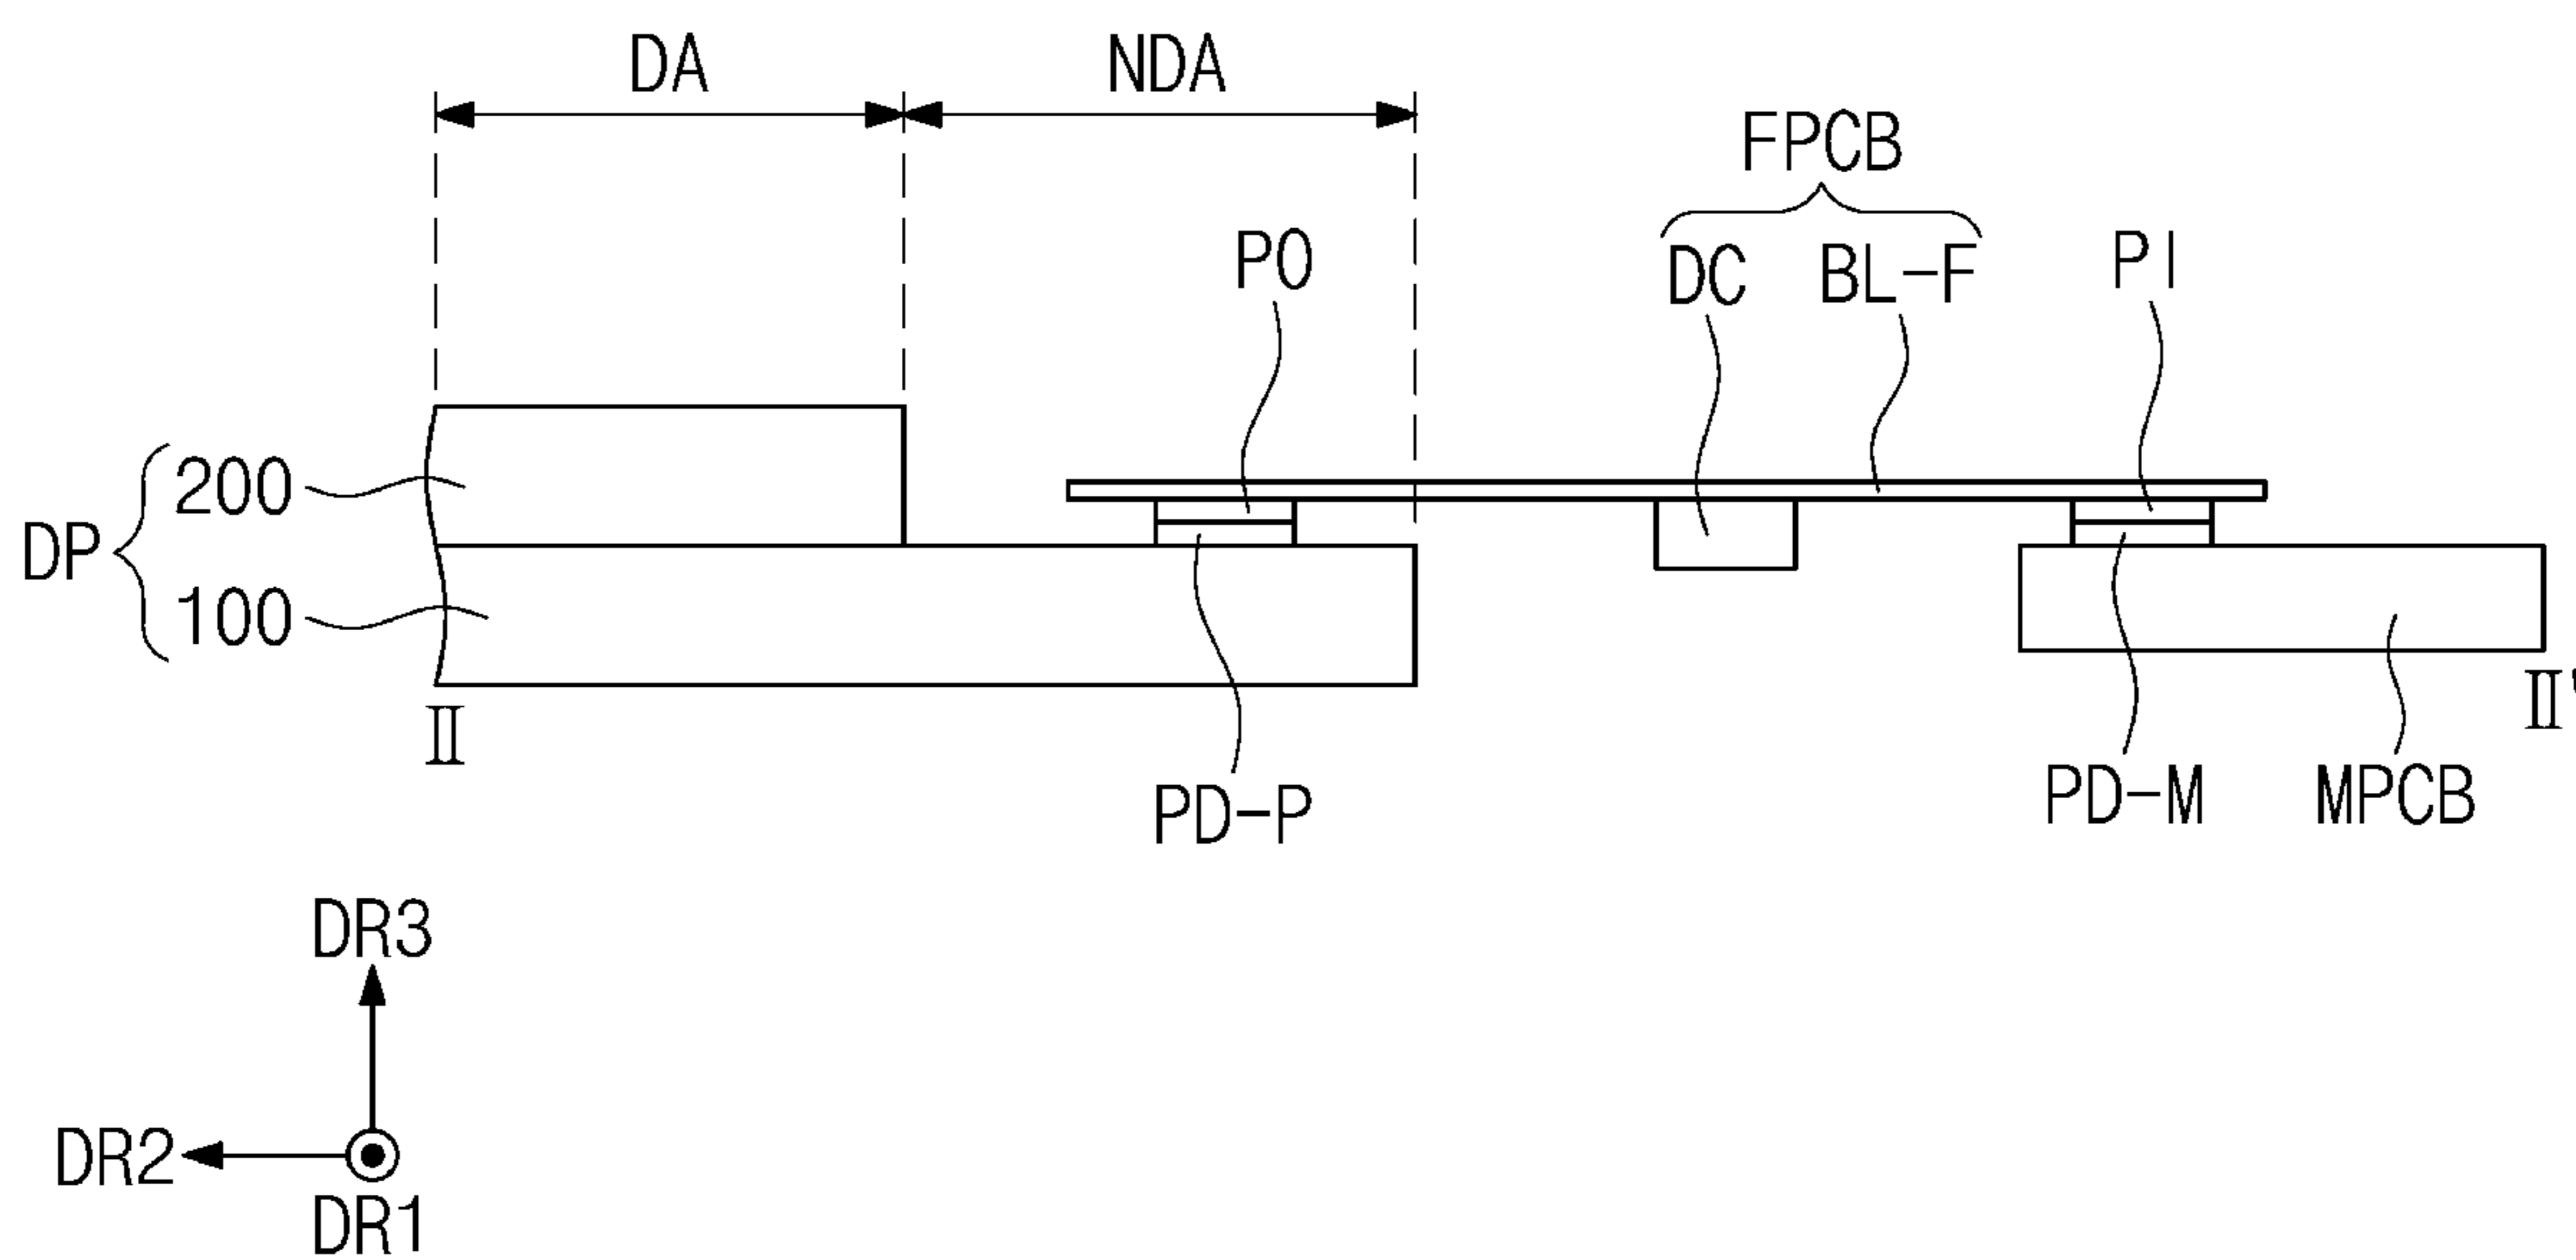 DA NDA
FPCB
PO DC BL-F PI
200
DP
100
II II'
PD-P PD-M MPCB
DR3
DR2
DR1